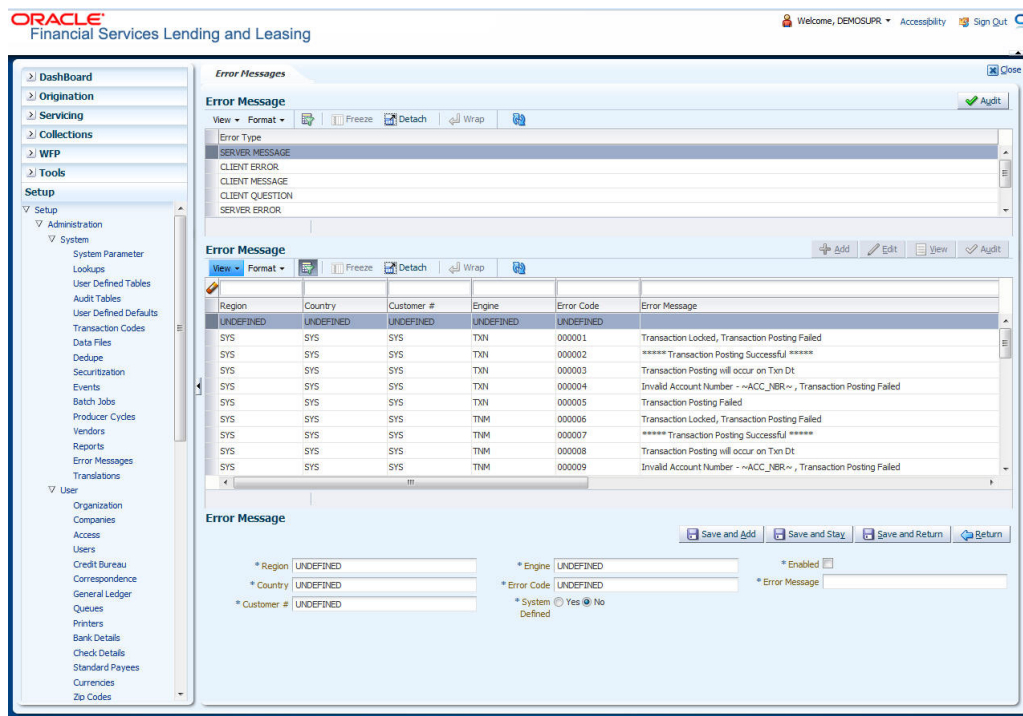 ORACLE®
Financial Services Lending and Leasing
Welcome, DEMOSUPR Accessibility Sign Out
DashBoard
Origination
Servicing
Collections
WFP
Tools
Setup
Setup
Administration
System
System Parameter
Lookups
User Defined Tables
Audit Tables
User Defined Defaults
Transaction Codes
Data Files
Dedupe
Securitization
Events
Batch Jobs
Producer Cycles
Vendors
Reports
Error Messages
Translations
User
Organization
Companies
Access
Users
Credit Bureau
Correspondence
General Ledger
Queues
Printers
Bank Details
Check Details
Standard Payees
Currencies
Zip Codes
Error Messages
Close
Error Message
Audit
View Format Freeze Detach Wrap
Error Type
SERVER MESSAGE
CLIENT ERROR
CLIENT MESSAGE
CLIENT QUESTION
SERVER ERROR
Error Message
Add Edit View Audit
View Format Freeze Detach Wrap
Region Country Customer # Engine Error Code Error Message
UNDEFINED UNDEFINED UNDEFINED UNDEFINED UNDEFINED
SYS SYS SYS TXN 000001 Transaction Locked, Transaction Posting Failed
SYS SYS SYS TXN 000002 ***** Transaction Posting Successful *****
SYS SYS SYS TXN 000003 Transaction Posting will occur on Txn Dt
SYS SYS SYS TXN 000004 Invalid Account Number - ~ACC_NBR~ , Transaction Posting Failed
SYS SYS SYS TXN 000005 Transaction Posting Failed
SYS SYS SYS TNM 000006 Transaction Locked, Transaction Posting Failed
SYS SYS SYS TNM 000007 ***** Transaction Posting Successful *****
SYS SYS SYS TNM 000008 Transaction Posting will occur on Txn Dt
SYS SYS SYS TNM 000009 Invalid Account Number - ~ACC_NBR~ , Transaction Posting Failed
Error Message
Save and Add Save and Stay Save and Return Return
* Region UNDEFINED * Engine UNDEFINED * Enabled
* Country UNDEFINED * Error Code UNDEFINED * Error Message
* Customer # UNDEFINED * System Defined Yes No